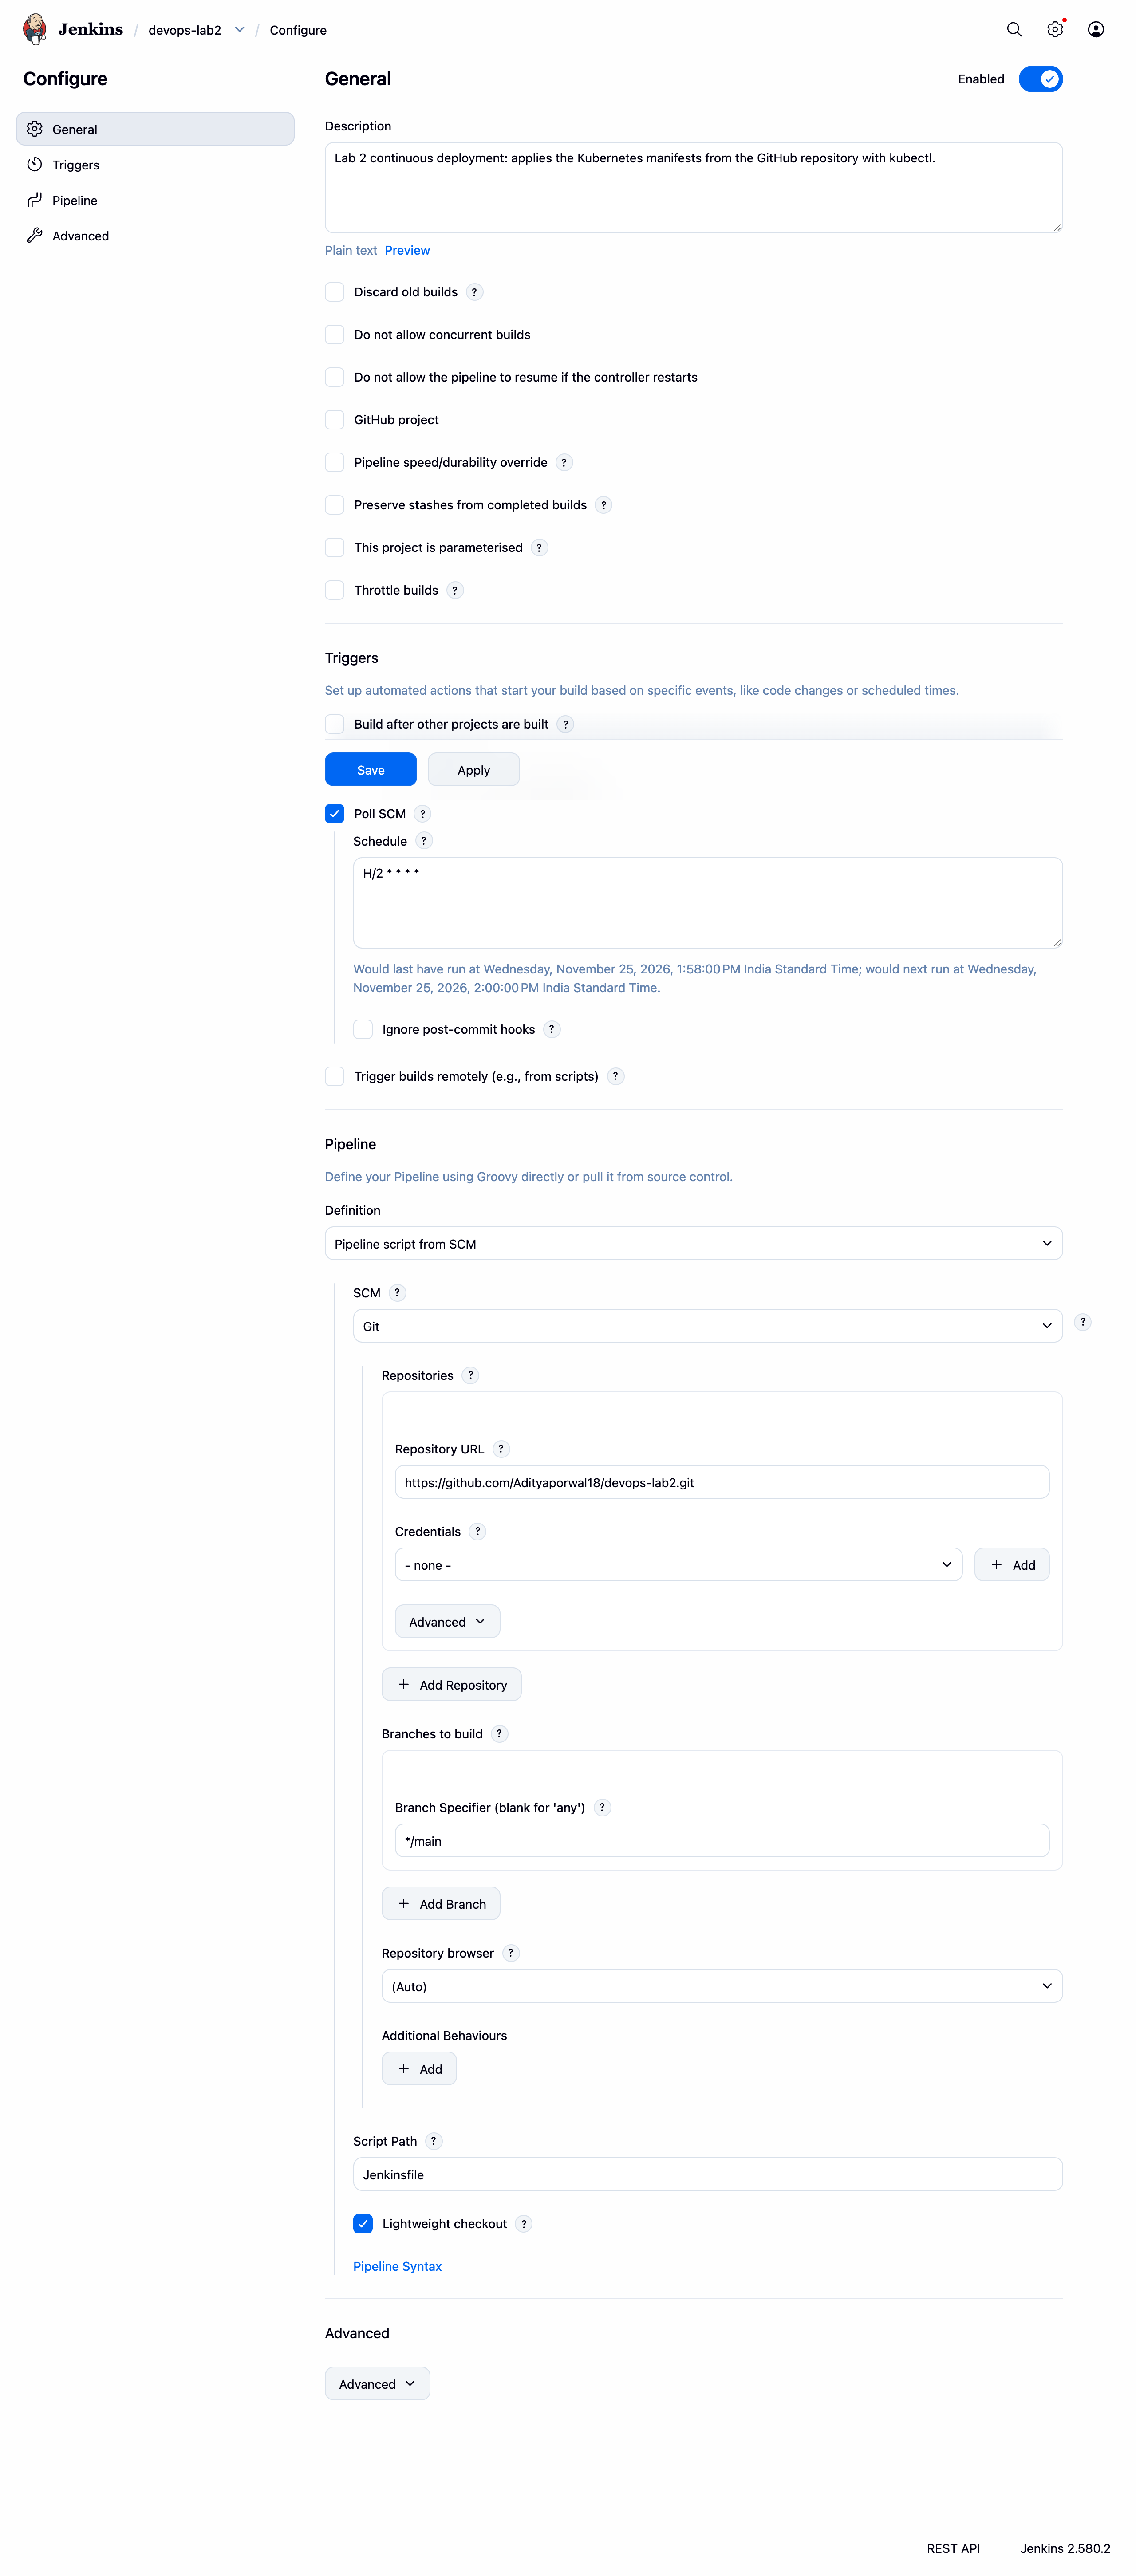 Jenkins / devops-lab2 / Configure
Configure
General
Triggers
Pipeline
Advanced
General
Enabled
Description
Lab 2 continuous deployment: applies the Kubernetes manifests from the GitHub repository with kubectl.
Plain text Preview
Discard old builds ?
Do not allow concurrent builds
Do not allow the pipeline to resume if the controller restarts
GitHub project
Pipeline speed/durability override ?
Preserve stashes from completed builds ?
This project is parameterised ?
Throttle builds ?
Triggers
Set up automated actions that start your build based on specific events, like code changes or scheduled times.
Build after other projects are built ?
Save Apply
Poll SCM ?
Schedule ?
H/2 * * * *
Would last have run at Wednesday, November 25, 2026, 1:58:00 PM India Standard Time; would next run at Wednesday,
November 25, 2026, 2:00:00 PM India Standard Time.
Ignore post-commit hooks ?
Trigger builds remotely (e.g., from scripts) ?
Pipeline
Define your Pipeline using Groovy directly or pull it from source control.
Definition
Pipeline script from SCM
SCM ?
Git
?
Repositories ?
Repository URL ?
https://github.com/Adityaporwal18/devops-lab2.git
Credentials ?
- none -
+ Add
Advanced
+ Add Repository
Branches to build ?
Branch Specifier (blank for 'any') ?
*/main
+ Add Branch
Repository browser ?
(Auto)
Additional Behaviours
+ Add
Script Path ?
Jenkinsfile
Lightweight checkout ?
Pipeline Syntax
Advanced
Advanced
REST API Jenkins 2.580.2